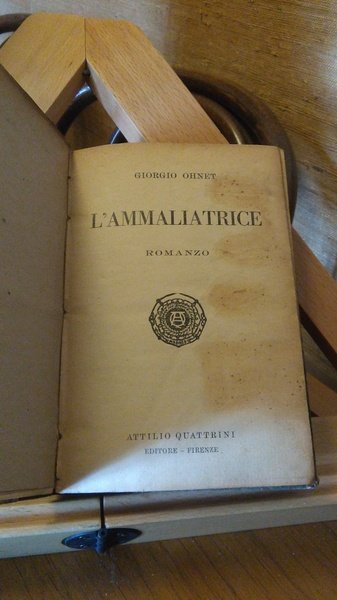 GIORGIO OHNET
L'AMMALIATRICE
ROMANZO
ATTILIO QUATTRINI
EDITORE - FIRENZE